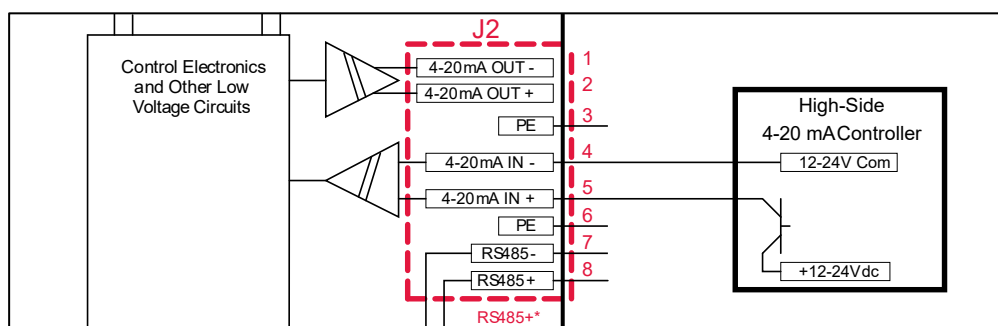 J2
Control Electronics
and Other Low
Voltage Circuits
4-20mA OUT -
1
4-20mA OUT +
2
PE
3
4-20mA IN -
4
4-20mA IN +
5
PE
6
RS485-
7
RS485+
8
RS485+*
High-Side
4-20 mAController
12-24V Com
+12-24Vdc